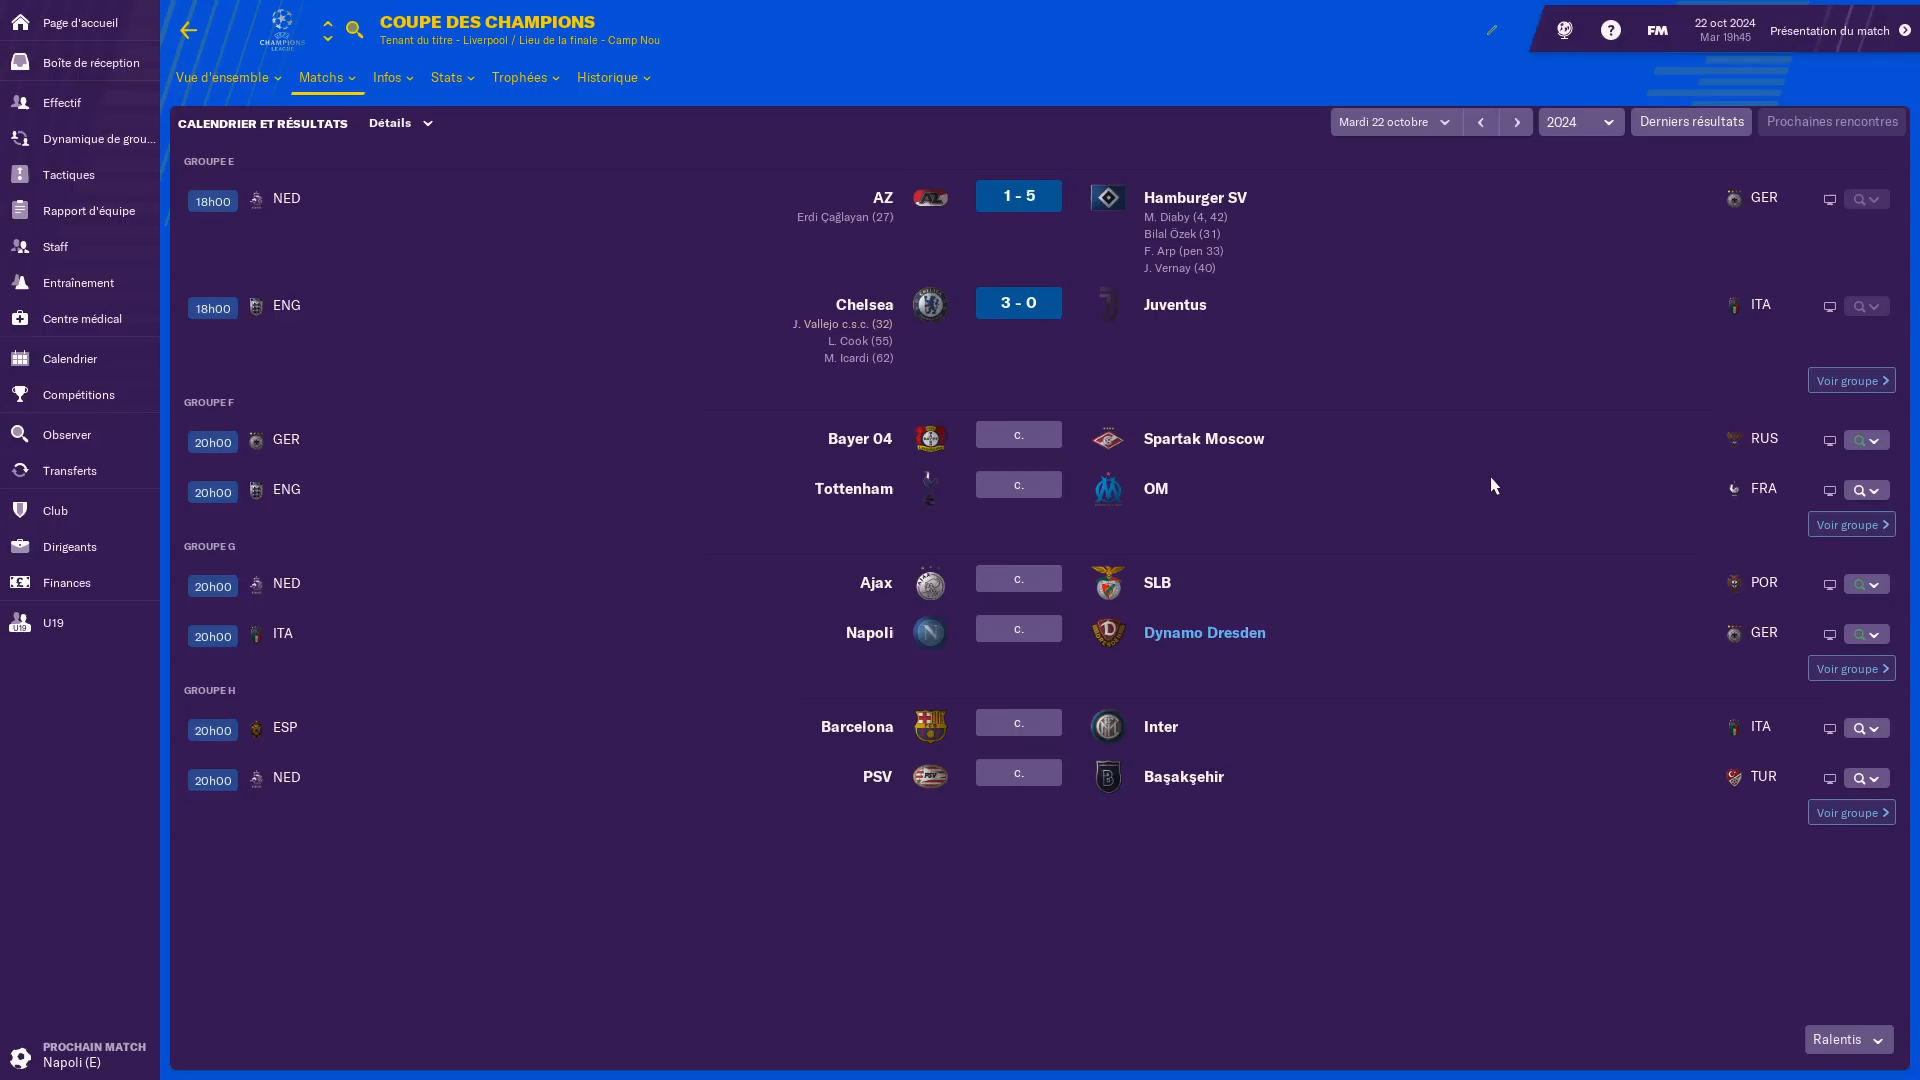 Page d'accueil
Boîte de réception
Effectif
Dynamique de grou...
Tactiques
Rapport d'équipe
Staff
Entraînement
Centre médical
Calendrier
Compétitions
Observer
Transferts
Club
Dirigeants
Finances
U19
U19
PROCHAIN MATCH
Napoli (E)
CHAMPIONS
LEAGUE
COUPE DES CHAMPIONS
Tenant du titre - Liverpool / Lieu de la finale - Camp Nou
? FM 22 oct 2024 Présentation du match
Mar 19h45
Vue d'ensemble Matchs Infos Stats Trophées Historique
CALENDRIER ET RÉSULTATS Détails Mardi 22 octobre 2024 Derniers résultats Prochaines rencontres
GROUPE E
18h00 NED AZ 1 - 5 Hamburger SV GER
Erdi Çağlayan (27) M. Diaby (4, 42)
Bilal Özek (31)
F. Arp (pen 33)
J. Vernay (40)
18h00 ENG Chelsea 3 - 0 Juventus ITA
J. Vallejo c.s.c. (32)
L. Cook (55)
M. Icardi (62)
Voir groupe
GROUPE F
20h00 GER Bayer 04 c. Spartak Moscow RUS
20h00 ENG Tottenham c. OM FRA
Voir groupe
GROUPE G
20h00 NED Ajax c. SLB POR
20h00 ITA Napoli c. Dynamo Dresden GER
Voir groupe
GROUPE H
20h00 ESP Barcelona c. Inter ITA
20h00 NED PSV c. Başakşehir TUR
Voir groupe
Ralentis